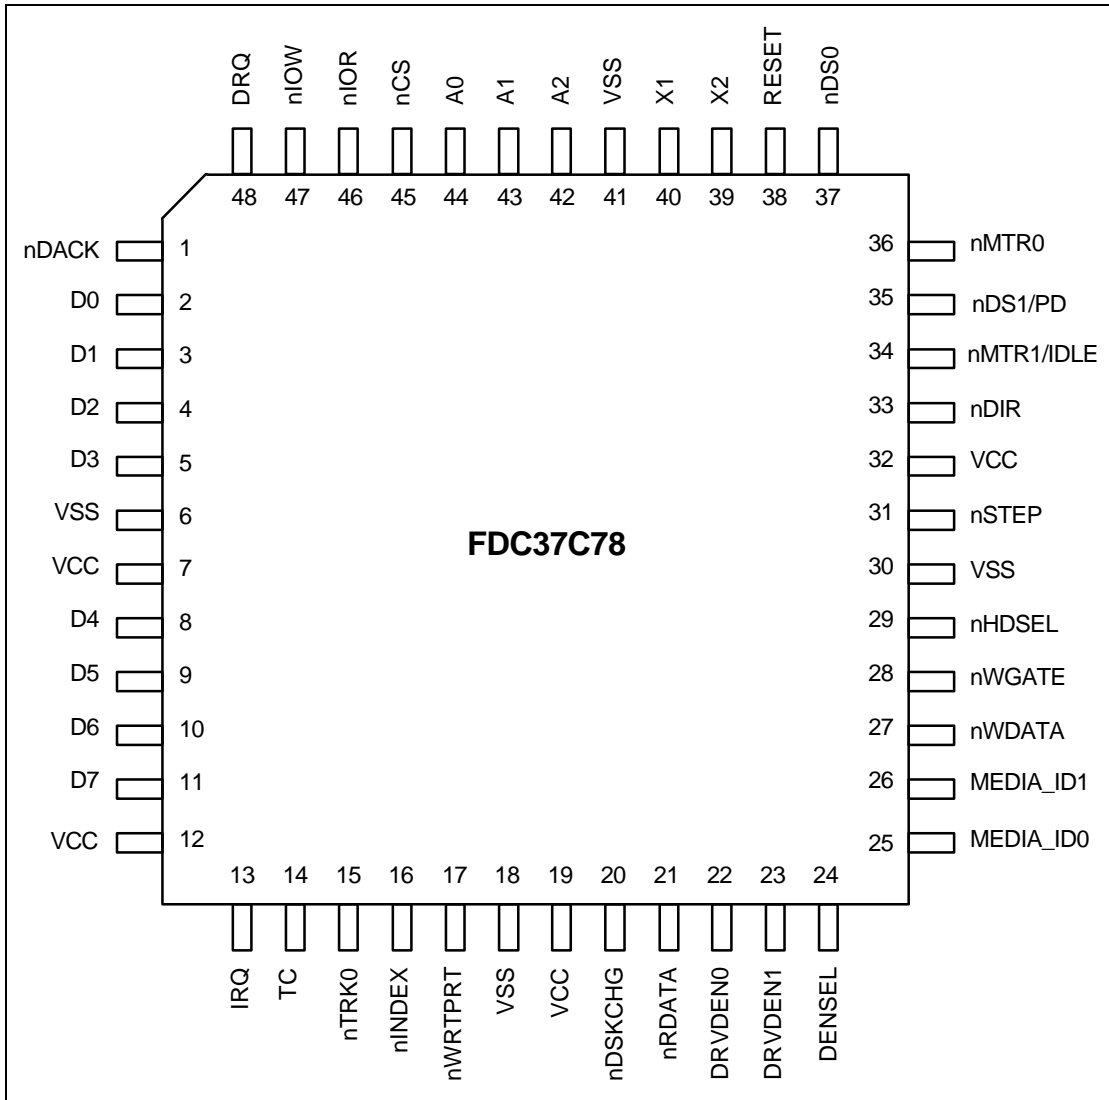 DRQ
nIOW
nIOR
nCS
A0
A1
A2
VSS
X1
X2
RESET
nDS0
48 47 46 45 44 43 42 41 40 39 38 37
nDACK 1
D0 2
D1 3
D2 4
D3 5
VSS 6
VCC 7
D4 8
D5 9
D6 10
D7 11
VCC 12
FDC37C78
36 nMTR0
35 nDS1/PD
34 nMTR1/IDLE
33 nDIR
32 VCC
31 nSTEP
30 VSS
29 nHDSEL
28 nWGATE
27 nWDATA
26 MEDIA_ID1
25 MEDIA_ID0
13 14 15 16 17 18 19 20 21 22 23 24
IRQ
TC
nTRK0
nINDEX
nWRTPRT
VSS
VCC
nDSKCHG
nRDATA
DRVDEN0
DRVDEN1
DENSEL